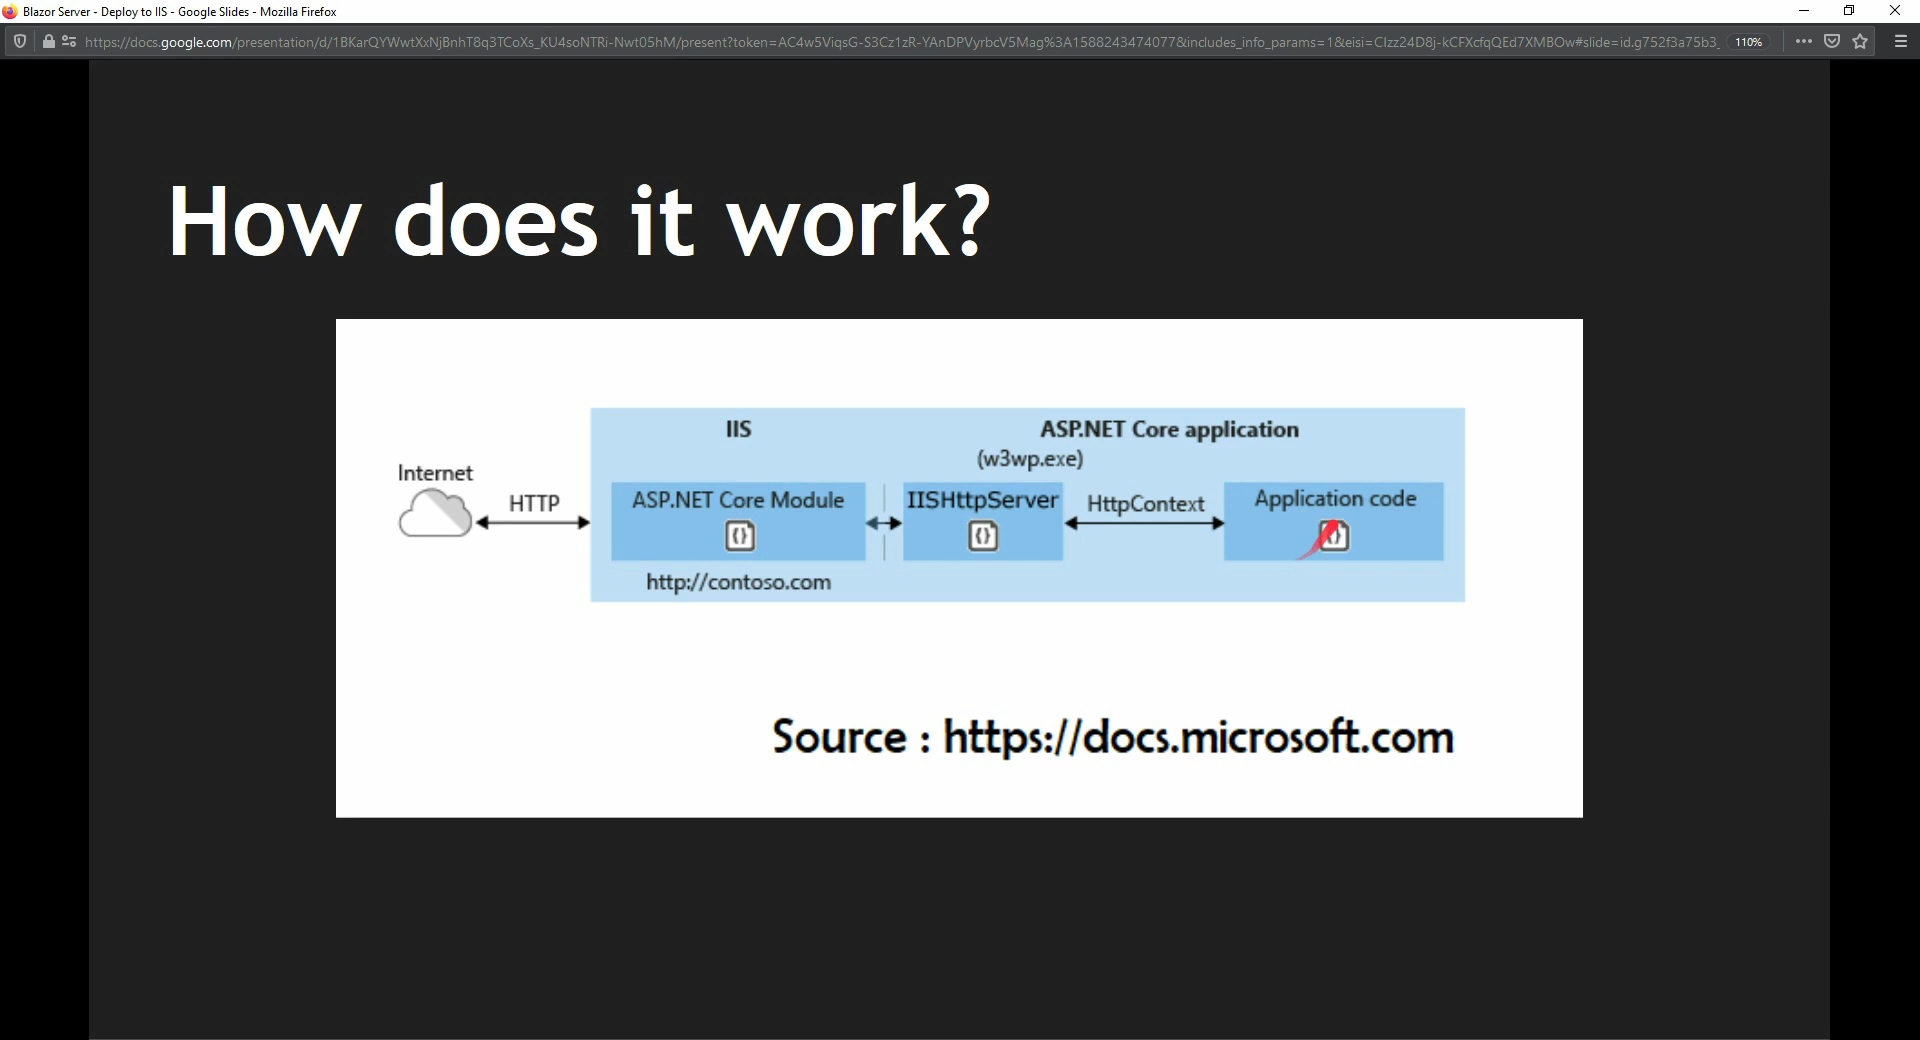 Blazor Server - Deploy to IIS - Google Slides - Mozilla Firefox
https://docs.google.com/presentation/d/1BKarQYWwtXxNjBnhT8q3TCoXs_KU4soNTRi-Nwt05hM/present?token=AC4w5ViqsG-S3Cz1zR-YAnDPVyrbcV5Mag%3A1588243474077&includes_info_params=1&eisi=CIzz24D8j-kCFXcfqQEd7XMBOw#slide=id.g752f3a75b3_ 110%
How does it work?
IIS ASP.NET Core application
(w3wp.exe)
Internet
HTTP
ASP.NET Core Module IISHttpServer HttpContext Application code
http://contoso.com
Source : https://docs.microsoft.com